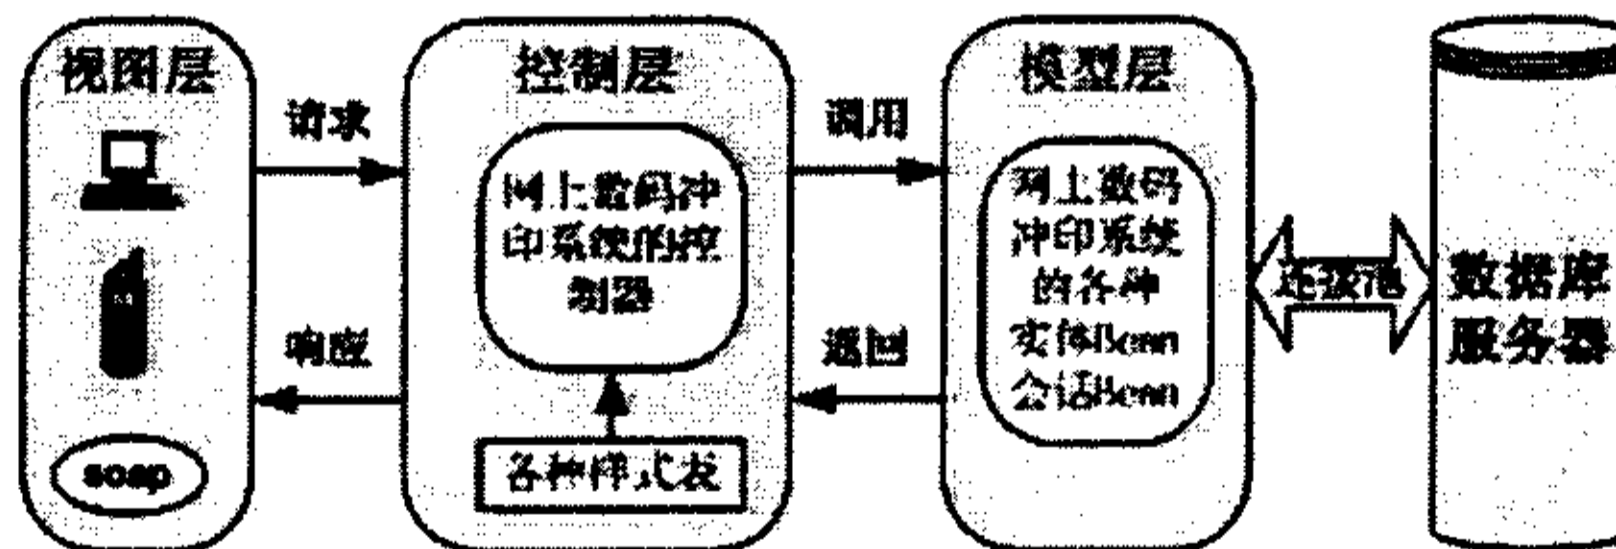 视图层
soap
请求
响应
控制层
网上数码冲
印系统的控
制器
各种样式表
调用
返回
模型层
网上数码
冲印系统
的各种
实体Bean
会话Bean
连接池
数据库
服务器